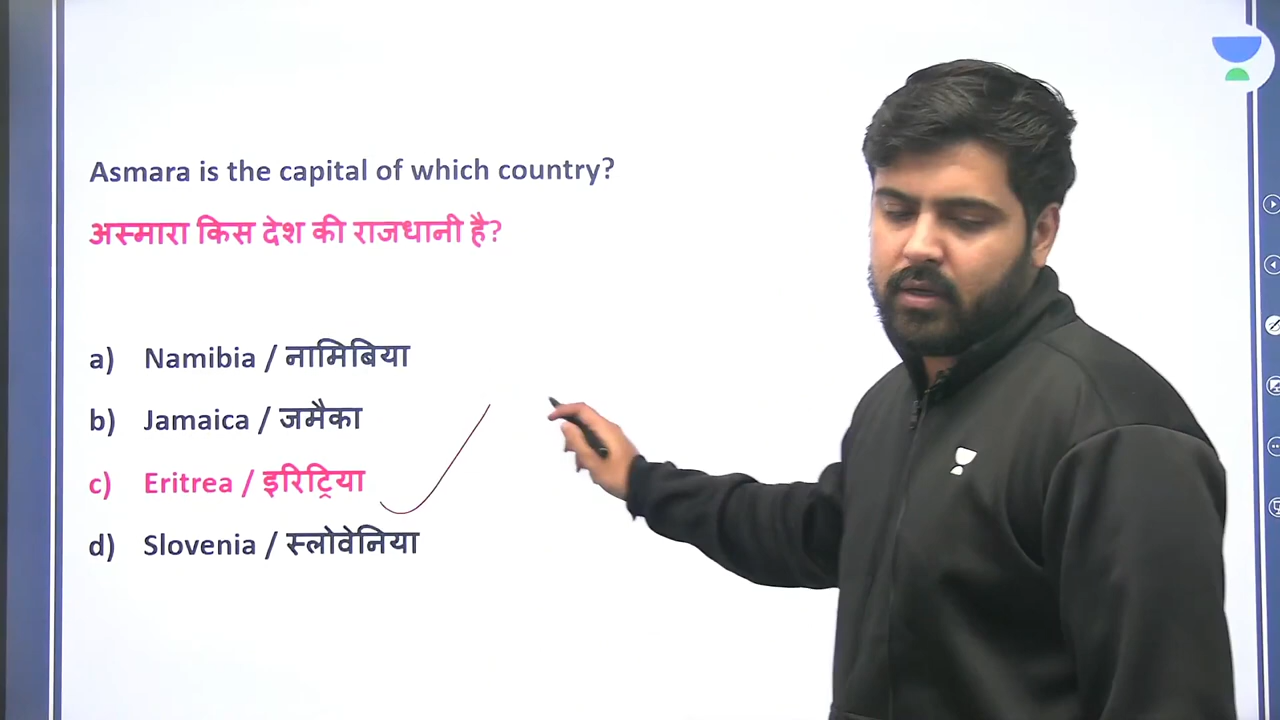 Asmara is the capital of which country?
अस्मारा किस देश की राजधानी है?
a) Namibia / नामिबिया
b) Jamaica / जमैका
c) Eritrea / इरिट्रिया
d) Slovenia / स्लोवेनिया